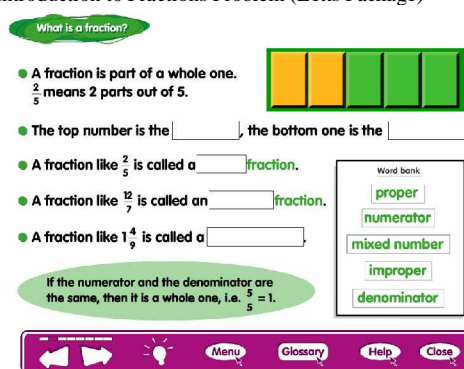 Introduction to Fractions Problem
What is a fraction?
A fraction is part of a whole one.
2/5 means 2 parts out of 5.
The top number is the , the bottom one is the
A fraction like 2/5 is called a fraction.
A fraction like 12/7 is called an fraction.
A fraction like 1 4/9 is called a .
Word bank
proper
numerator
mixed number
improper
denominator
If the numerator and the denominator are
the same, then it is a whole one, i.e. 5/5 = 1.
Menu
Glossary
Help
Close